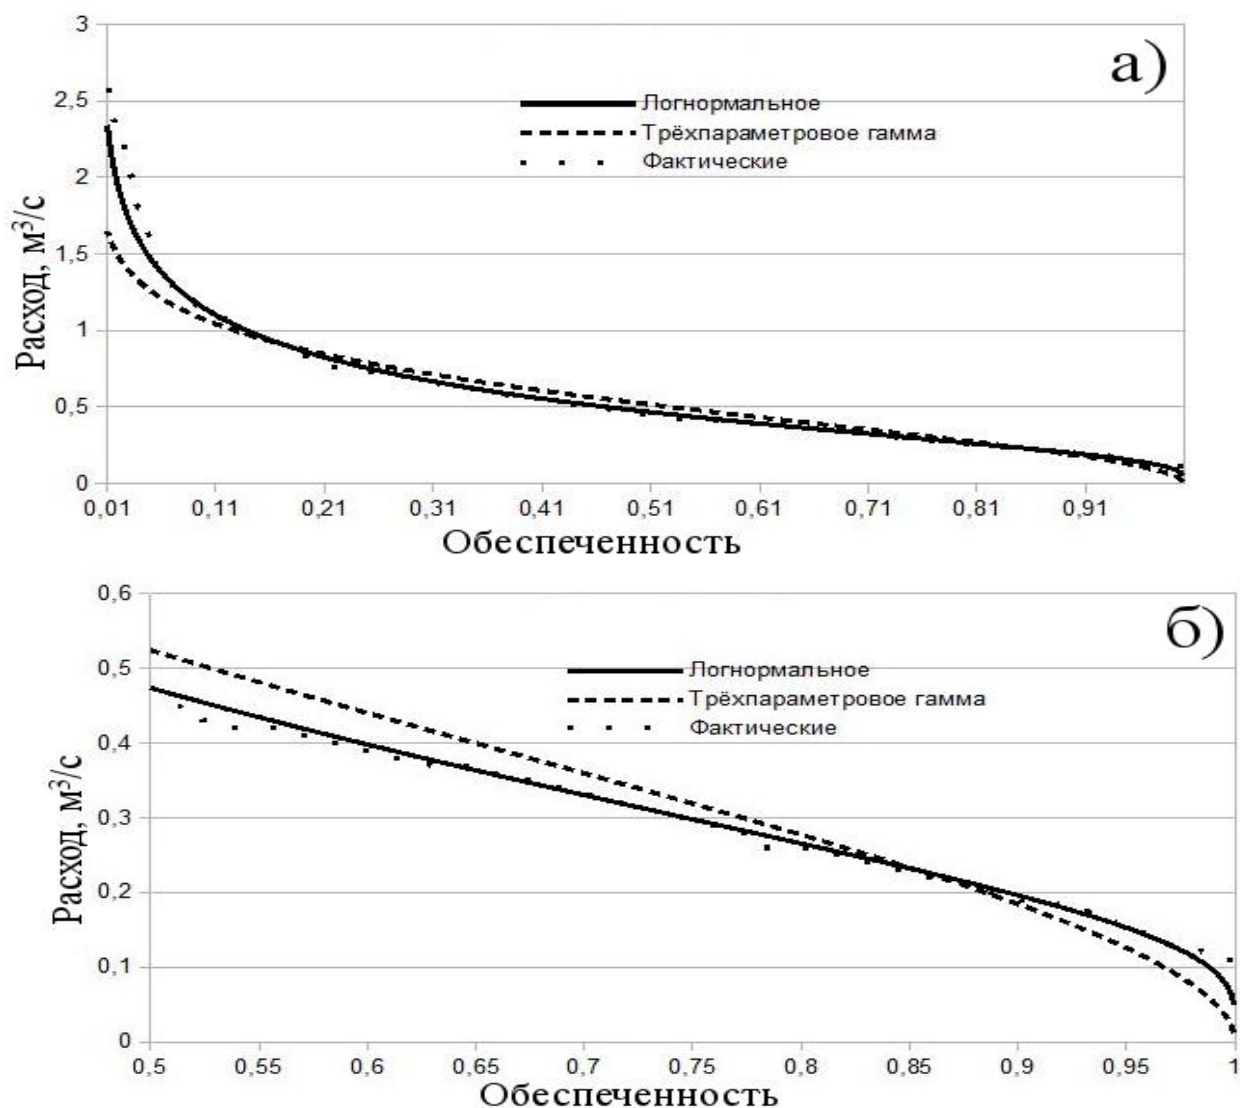 а)
3
2,5
2
1,5
1
0,5
0
Расход, м³/с
Логнормальное
Трёхпараметровое гамма
Фактические
0,01 0,11 0,21 0,31 0,41 0,51 0,61 0,71 0,81 0,91
Обеспеченность
б)
0,6
0,5
0,4
0,3
0,2
0,1
0
Расход, м³/с
Логнормальное
Трёхпараметровое гамма
Фактические
0,5 0,55 0,6 0,65 0,7 0,75 0,8 0,85 0,9 0,95 1
Обеспеченность